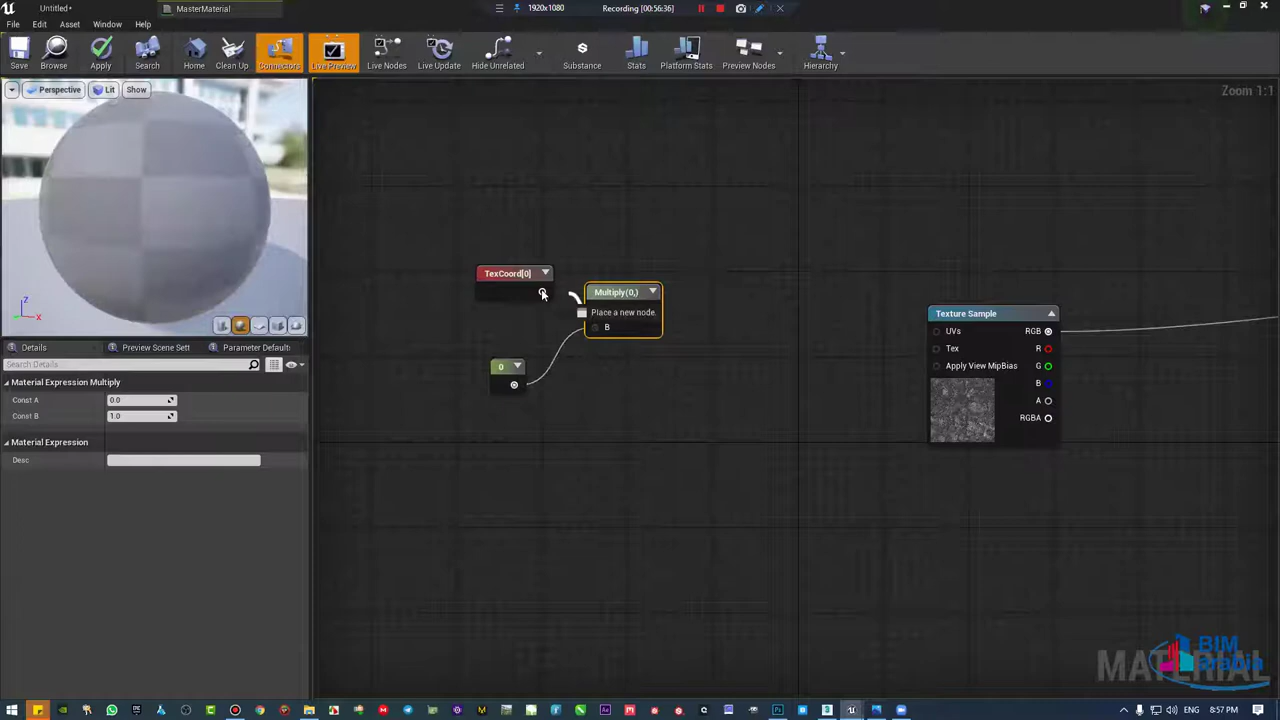 Untitled*
MasterMaterial
1920x1080
Recording [00:56:36]
File
Edit
Asset
Window
Help
Save
Browse
Apply
Search
Home
Clean Up
Connectors
Live Preview
Live Nodes
Live Update
Hide Unrelated
Substance
Stats
Platform Stats
Preview Nodes
Hierarchy
Perspective
Lit
Show
Zoom 1:1
TexCoord[0]
Multiply(0,)
Place a new node.
B
0
Texture Sample
UVs
RGB
Tex
R
Apply View MipBias
G
B
A
RGBA
Z
X
Details
Preview Scene Sett
Parameter Defaults
Search Details
Material Expression Multiply
Const A
0.0
Const B
1.0
Material Expression
Desc
MATERIAL
BIM
arabia
8:57 PM